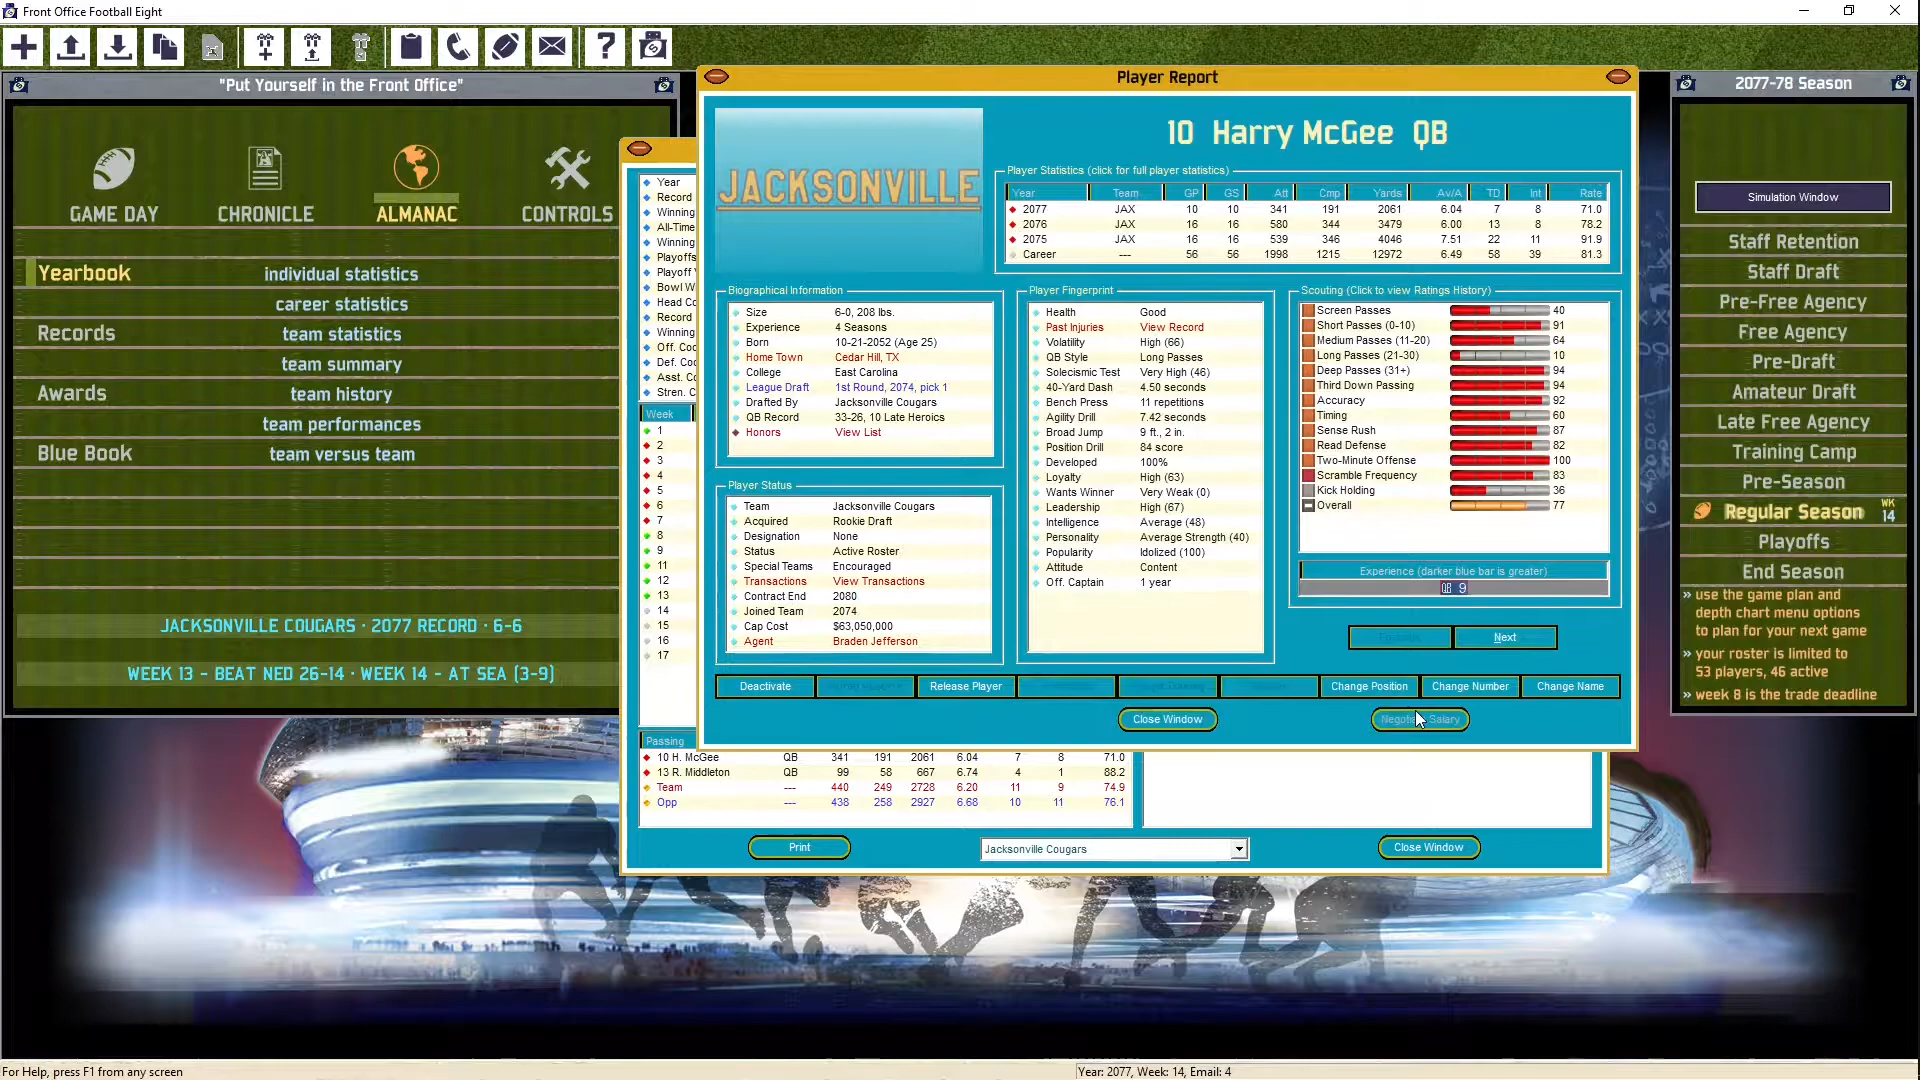 Front Office Football Eight
"Put Yourself in the Front Office"
GAME DAY
CHRONICLE
ALMANAC
CONTROLS
Yearbook
individual statistics
career statistics
Records
team statistics
team summary
Awards
team history
team performances
Blue Book
team versus team
JACKSONVILLE COUGARS · 2077 RECORD · 6-6
WEEK 13 - BEAT NED 26-14 · WEEK 14 - AT SEA (3-9)
Year
Record
Winning
All-Time
Winning
Playoffs
Playoff
Bowl W
Head Co
Record
Winning
Off. Coo
Def. Coo
Asst. Co
Stren. C
Week
1
2
3
4
5
6
7
8
9
11
12
13
14
15
16
17
Passing
10 H. McGee QB 341 191 2061 6.04 7 8 71.0
13 R. Middleton QB 99 58 667 6.74 4 1 88.2
Team --- 440 249 2728 6.20 11 9 74.9
Opp --- 438 258 2927 6.68 10 11 76.1
Print
Jacksonville Cougars
Close Window
Player Report
JACKSONVILLE
10 Harry McGee QB
Player Statistics (click for full player statistics)
Year Team GP GS Att Cmp Yards Av/A TD Int Rate
2077 JAX 10 10 341 191 2061 6.04 7 8 71.0
2076 JAX 16 16 580 344 3479 6.00 13 8 78.2
2075 JAX 16 16 539 346 4046 7.51 22 11 91.9
Career --- 56 56 1998 1215 12972 6.49 58 39 81.3
Biographical Information
Size 6-0, 208 lbs.
Experience 4 Seasons
Born 10-21-2052 (Age 25)
Home Town Cedar Hill, TX
College East Carolina
League Draft 1st Round, 2074, pick 1
Drafted By Jacksonville Cougars
QB Record 33-26, 10 Late Heroics
Honors View List
Player Status
Team Jacksonville Cougars
Acquired Rookie Draft
Designation None
Status Active Roster
Special Teams Encouraged
Transactions View Transactions
Contract End 2080
Joined Team 2074
Cap Cost $63,050,000
Agent Braden Jefferson
Player Fingerprint
Health Good
Past Injuries View Record
Volatility High (66)
QB Style Long Passes
Solecismic Test Very High (46)
40-Yard Dash 4.50 seconds
Bench Press 11 repetitions
Agility Drill 7.42 seconds
Broad Jump 9 ft., 2 in.
Position Drill 84 score
Developed 100%
Loyalty High (63)
Wants Winner Very Weak (0)
Leadership High (67)
Intelligence Average (48)
Personality Average Strength (40)
Popularity Idolized (100)
Attitude Content
Off. Captain 1 year
Scouting (Click to view Ratings History)
Screen Passes 40
Short Passes (0-10) 91
Medium Passes (11-20) 64
Long Passes (21-30) 10
Deep Passes (31+) 94
Third Down Passing 94
Accuracy 92
Timing 60
Sense Rush 87
Read Defense 82
Two-Minute Offense 100
Scramble Frequency 83
Kick Holding 36
Overall 77
Experience (darker blue bar is greater)
QB 9
Next
Deactivate
Release Player
Change Position
Change Number
Change Name
Close Window
Salary
2077-78 Season
Simulation Window
Staff Retention
Staff Draft
Pre-Free Agency
Free Agency
Pre-Draft
Amateur Draft
Late Free Agency
Training Camp
Pre-Season
Regular Season WK 14
Playoffs
End Season
» use the game plan and
depth chart menu options
to plan for your next game
» your roster is limited to
53 players, 46 active
» week 8 is the trade deadline
For Help, press F1 from any screen
Year: 2077, Week: 14, Email: 4